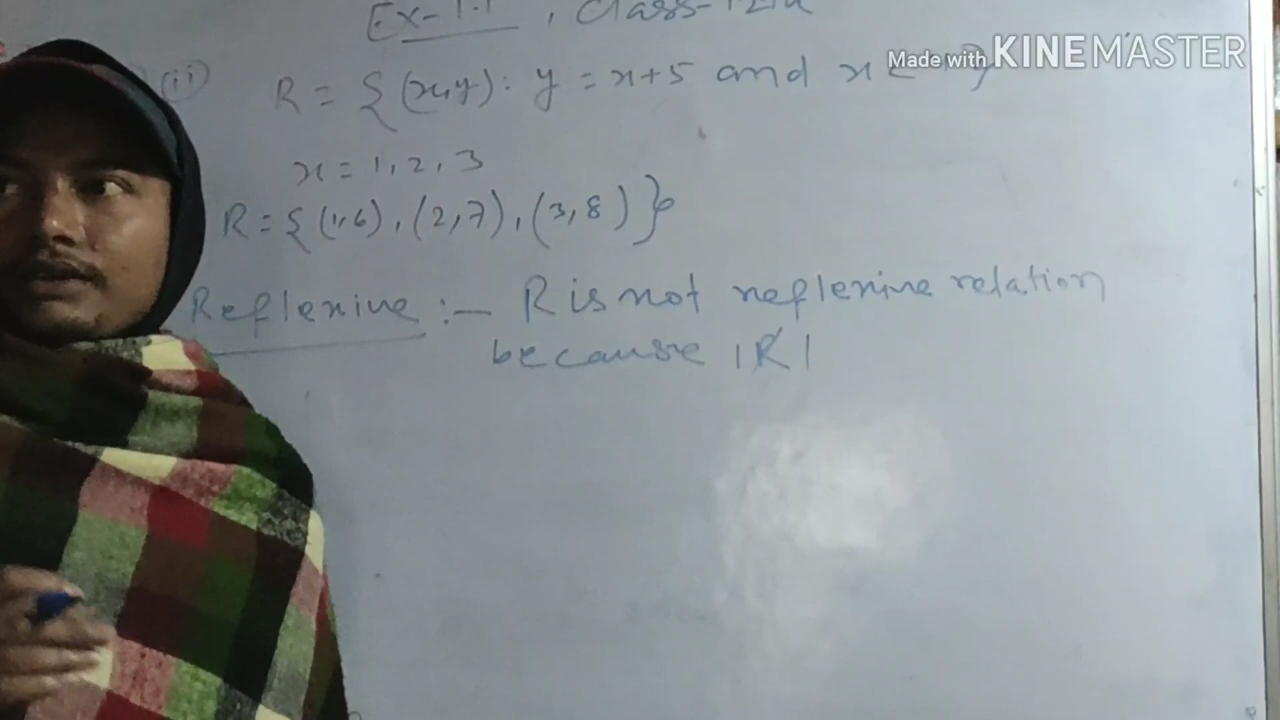 Ex-1.1, Class-12th
(ii) R = {(x,y): y = x+5 and x <
Made with KINEMASTER
x = 1, 2, 3
R = {(1,6), (2,7), (3,8)}
Reflexive :— R is not reflexive relation
because 1R1